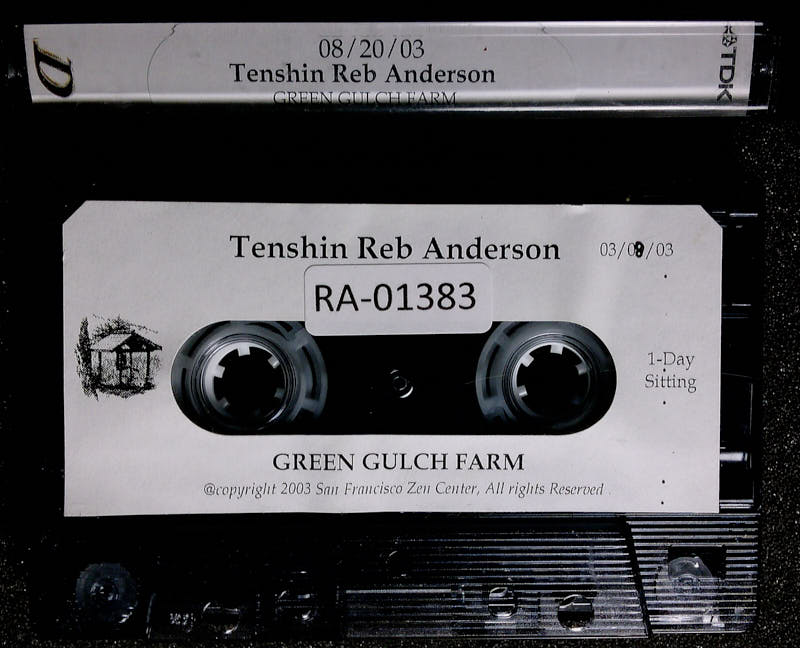 08/20/03
Tenshin Reb Anderson
GREEN GULCH FARM
D
TDK
Tenshin Reb Anderson
RA-01383
1-Day
Sitting
GREEN GULCH FARM
@copyright 2003 San Francisco Zen Center, All rights Reserved